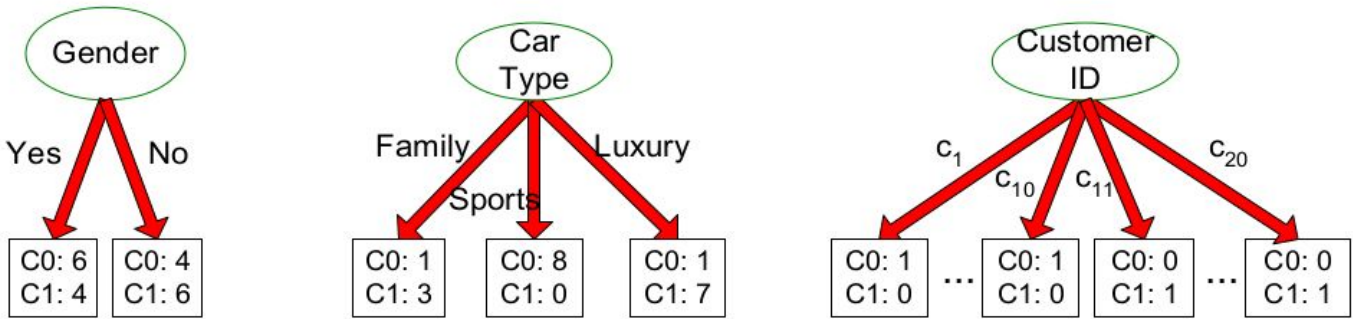 Gender
Yes
No
C0: 6
C1: 4
C0: 4
C1: 6
Car
Type
Family
Sports
Luxury
C0: 1
C1: 3
C0: 8
C1: 0
C0: 1
C1: 7
Customer
ID
c₁
c₁₀
c₁₁
c₂₀
C0: 1
C1: 0
...
C0: 1
C1: 0
C0: 0
C1: 1
...
C0: 0
C1: 1